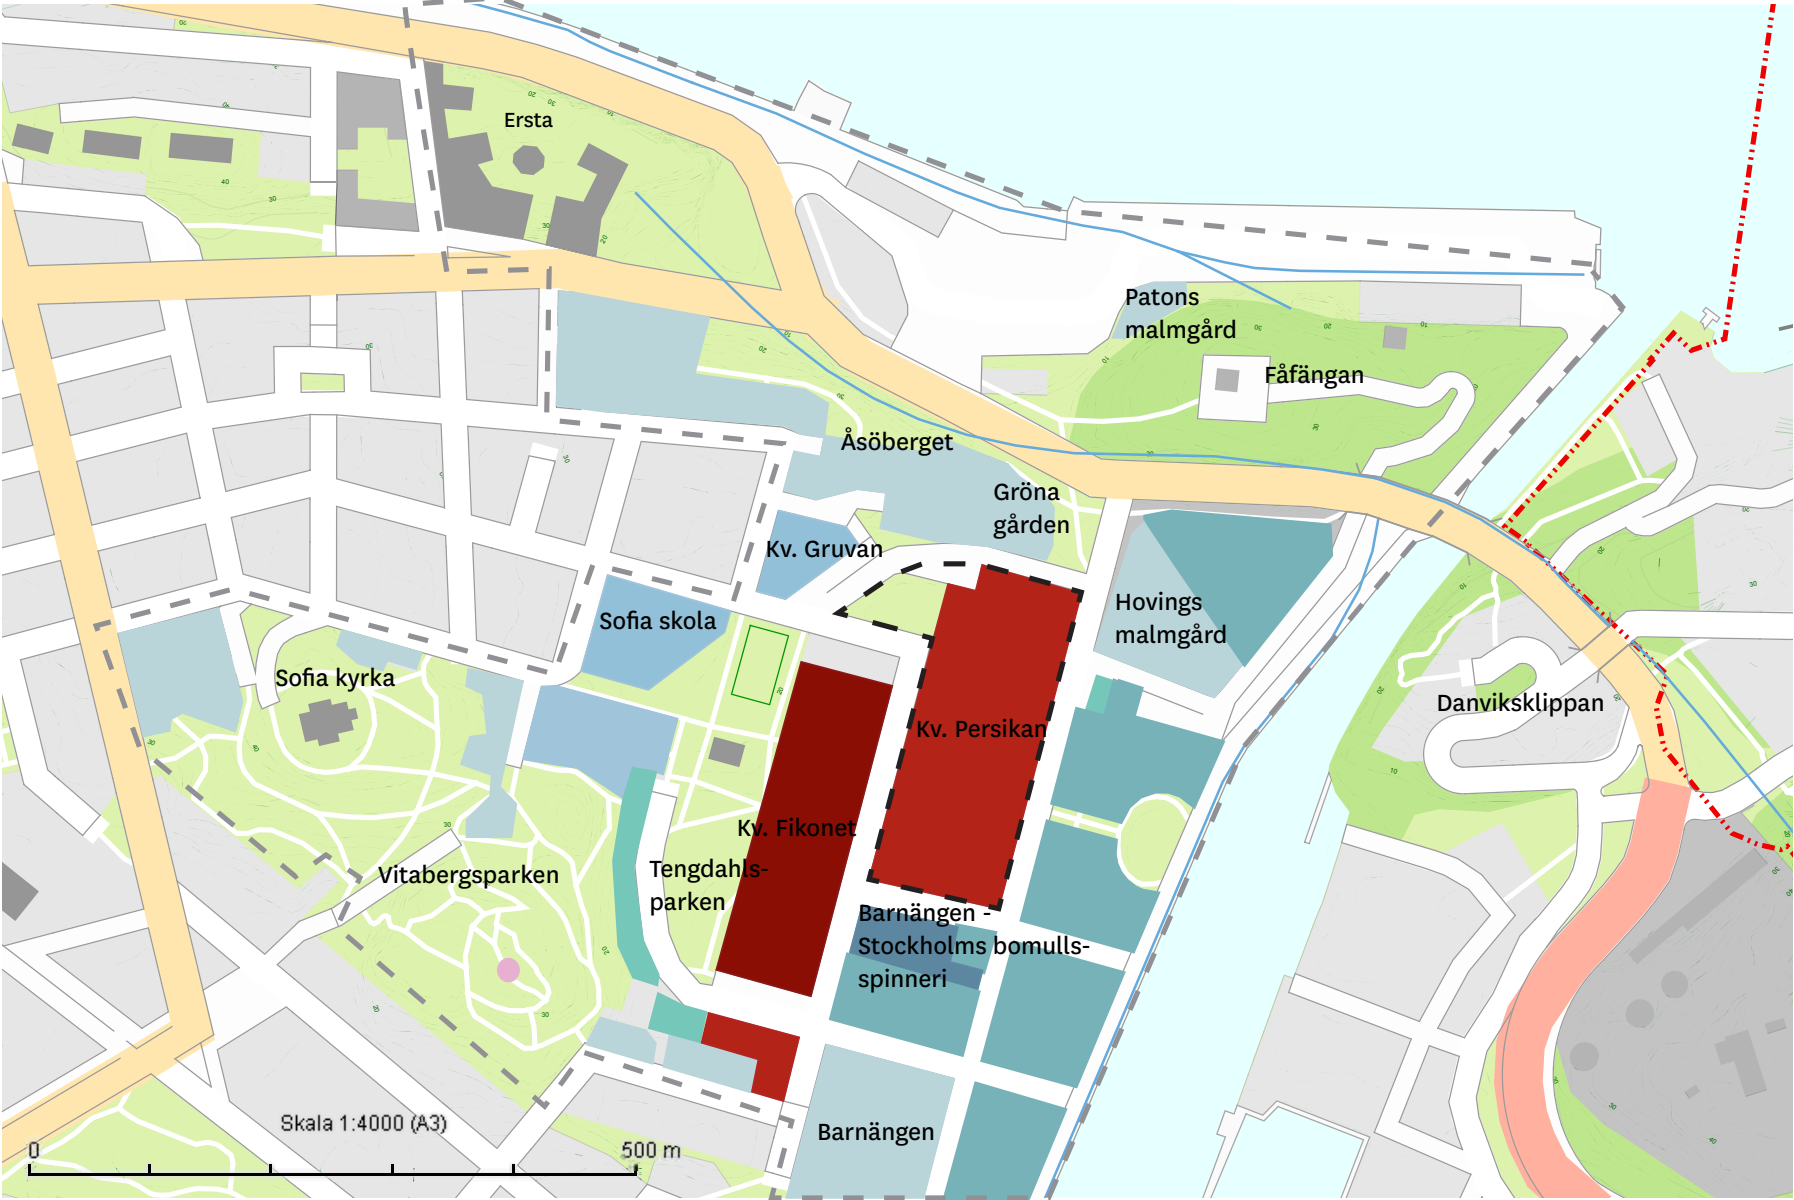 Ersta
Patons
malmgård
Fåfängan
Åsöberget
Gröna
gården
Kv. Gruvan
Hovings
malmgård
Sofia skola
Sofia kyrka
Danviksklippan
Kv. Persikan
Kv. Fikonet
Tengdahls-
parken
Vitabergsparken
Barnängen -
Stockholms bomulls-
spinneri
Barnängen
Skala 1:4000 (A3)
0 500 m